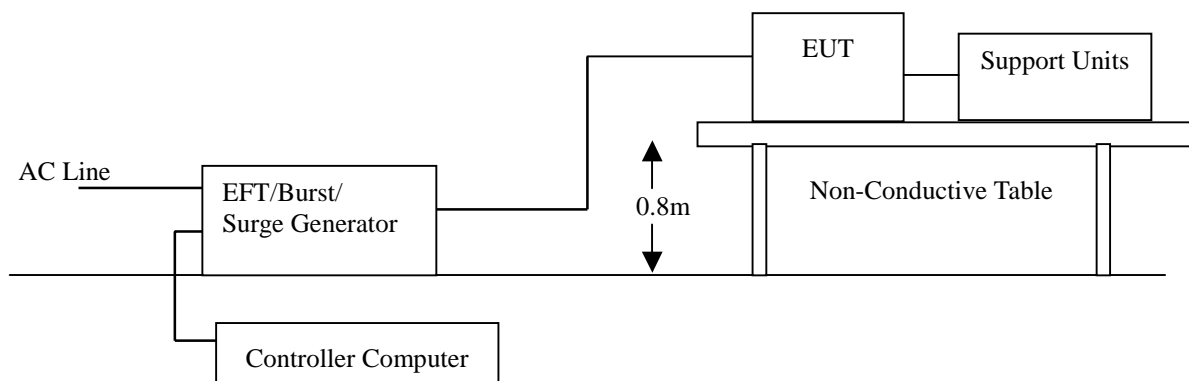 EUT
Support Units
AC Line
EFT/Burst/
Surge Generator
0.8m
Non-Conductive Table
Controller Computer